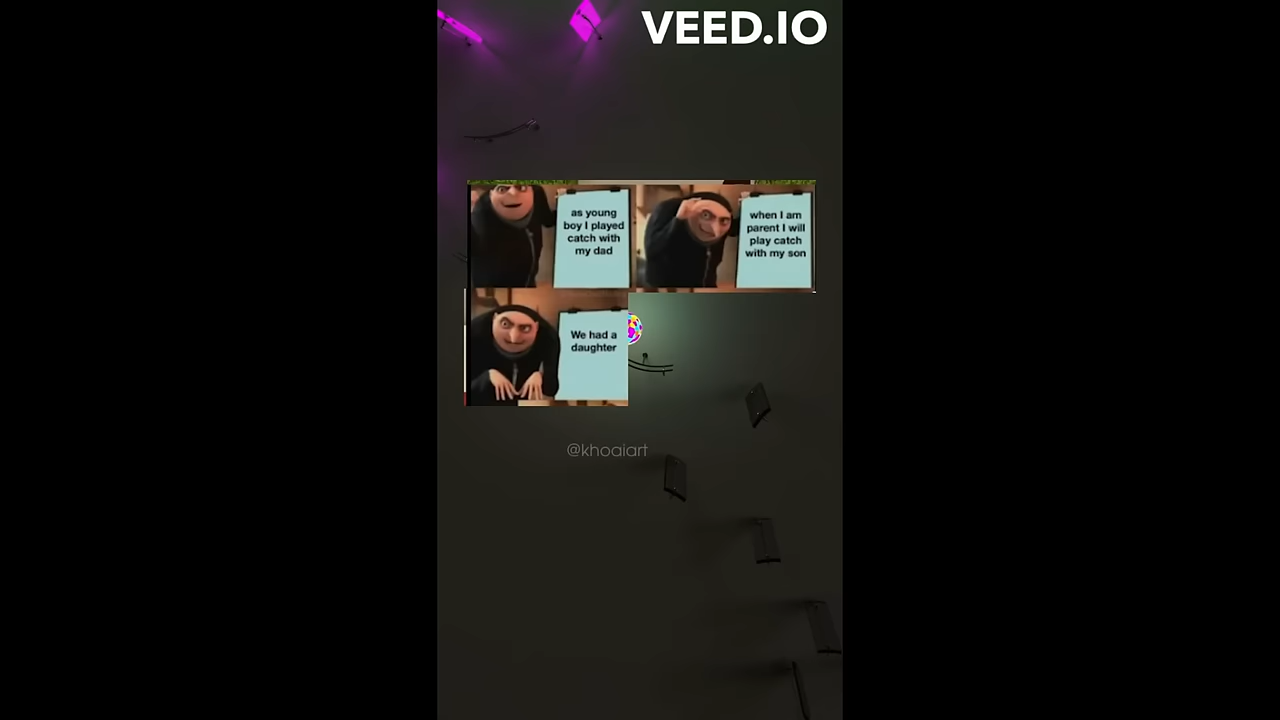 VEED.IO
as young
boy I played
catch with
my dad
when I am
parent I will
play catch
with my son
We had a
daughter
@khoaiart